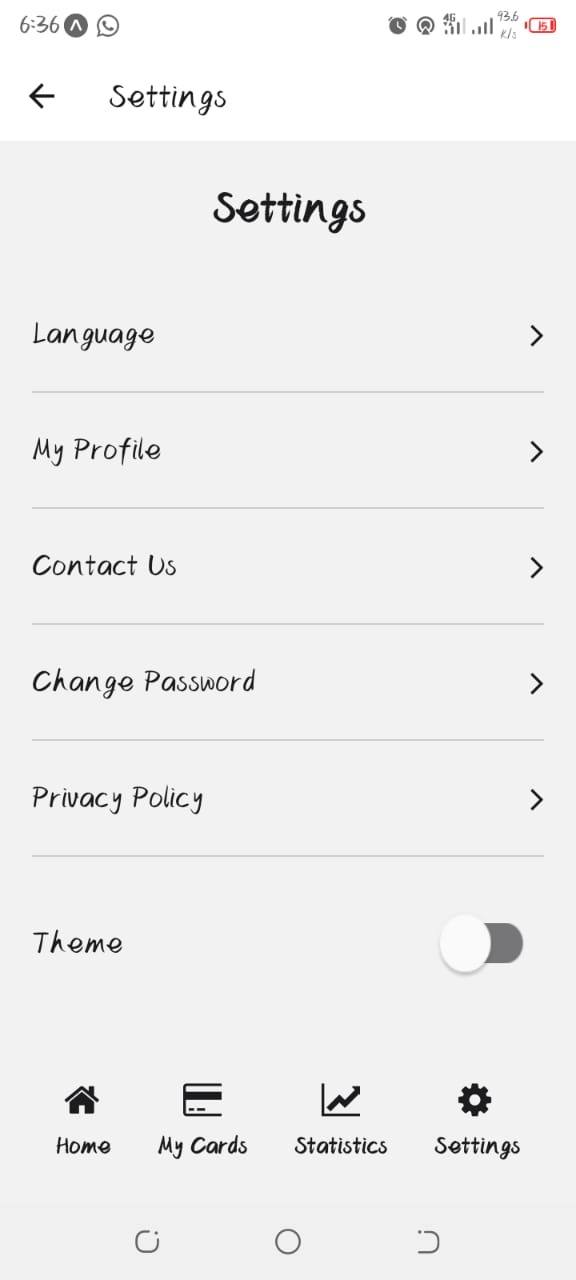 6:36 4G 93.6 K/s 15
Settings
Settings
Language
My Profile
Contact Us
Change Password
Privacy Policy
Theme
Home My Cards Statistics Settings